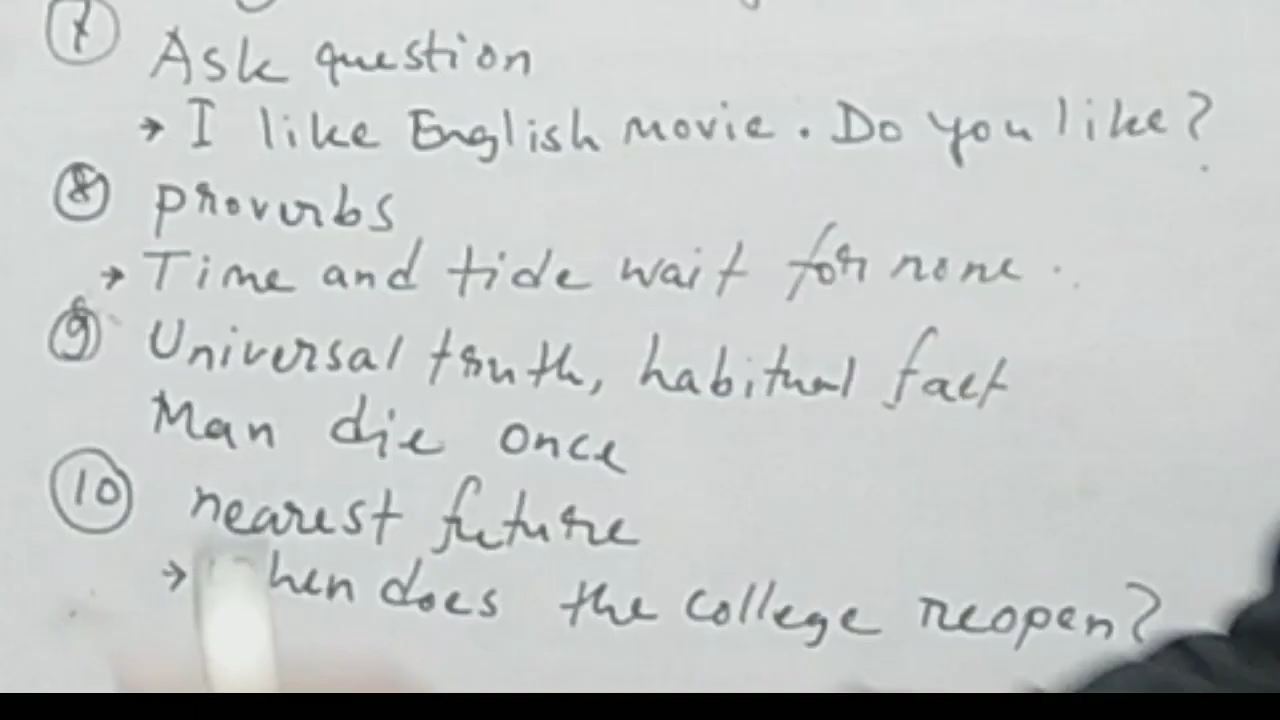 7 Ask question
→ I like English movie. Do you like?
8 proverbs
→ Time and tide wait for none.
9 Universal truth, habitual fact
Man die once
10 nearest future
→ hen does the college reopen?